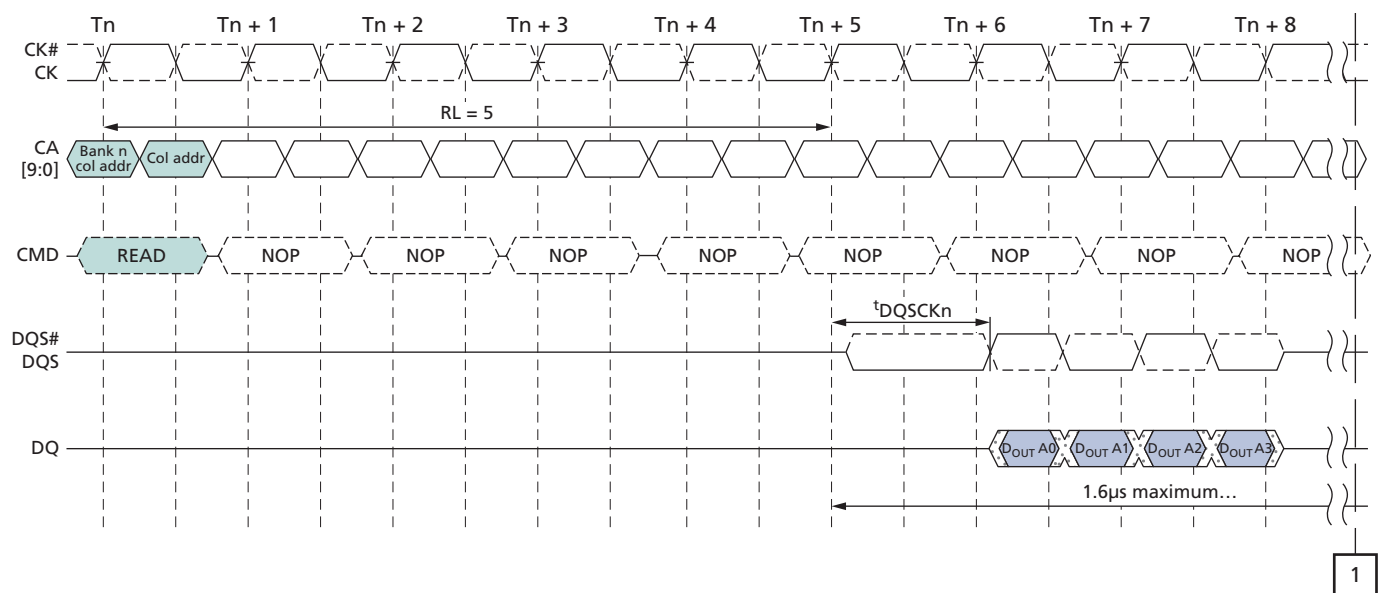 Tn Tn + 1 Tn + 2 Tn + 3 Tn + 4 Tn + 5 Tn + 6 Tn + 7 Tn + 8
CK#
CK
RL = 5
CA
[9:0]
Bank n
col addr
Col addr
CMD READ NOP NOP NOP NOP NOP NOP NOP NOP
tDQSCKn
DQS#
DQS
DQ DOUT A0 DOUT A1 DOUT A2 DOUT A3
1.6µs maximum…
1